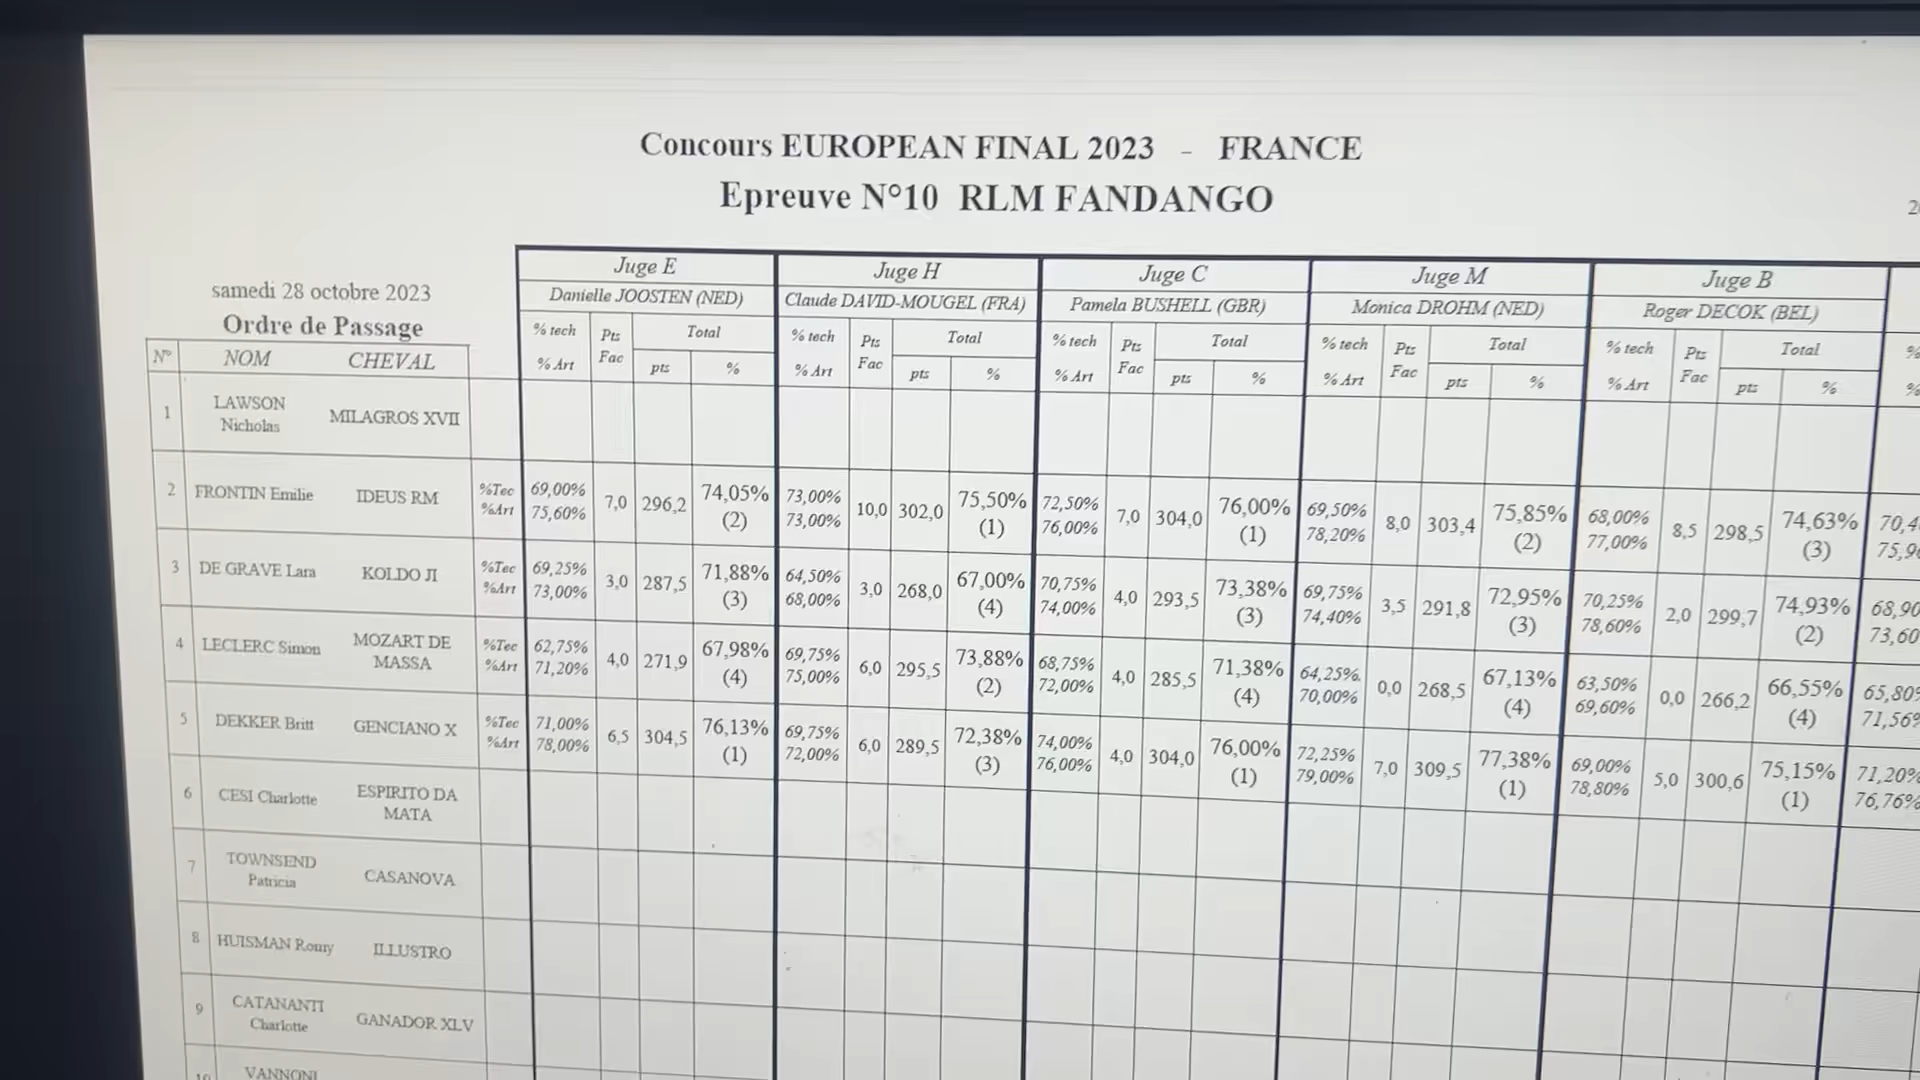 Concours EUROPEAN FINAL 2023 - FRANCE
Epreuve N°10 RLM FANDANGO
samedi 28 octobre 2023
Ordre de Passage
Juge E Juge H Juge C Juge M Juge B
Danielle JOOSTEN (NED) Claude DAVID-MOUGEL (FRA) Pamela BUSHELL (GBR) Monica DROHM (NED) Roger DECOK (BEL)
N° NOM CHEVAL
% tech Pts Total % tech Pts Total % tech Pts Total % tech Pts Total % tech Pts Total
% Art Fac pts % % Art Fac pts % % Art Fac pts % % Art Fac pts % % Art Fac pts %
1 LAWSON Nicholas MILAGROS XVII
2 FRONTIN Emilie IDEUS RM
%Tec 69,00% 7,0 296,2 74,05% 73,00% 10,0 302,0 75,50% 72,50% 7,0 304,0 76,00% 69,50% 8,0 303,4 75,85% 68,00% 8,5 298,5 74,63%
%Art 75,60% (2) 73,00% (1) 76,00% (1) 78,20% (2) 77,00% (3)
3 DE GRAVE Lara KOLDO JI
%Tec 69,25% 3,0 287,5 71,88% 64,50% 3,0 268,0 67,00% 70,75% 4,0 293,5 73,38% 69,75% 3,5 291,8 72,95% 70,25% 2,0 299,7 74,93% 68,90
%Art 73,00% (3) 68,00% (4) 74,00% (3) 74,40% (3) 78,60% (2) 73,60
4 LECLERC Simon MOZART DE MASSA
%Tec 62,75% 4,0 271,9 67,98% 69,75% 6,0 295,5 73,88% 68,75% 4,0 285,5 71,38% 64,25% 0,0 268,5 67,13% 63,50% 0,0 266,2 66,55% 65,80%
%Art 71,20% (4) 75,00% (2) 72,00% (4) 70,00% (4) 69,60% (4) 71,56%
5 DEKKER Britt GENCIANO X
%Tec 71,00% 6,5 304,5 76,13% 69,75% 6,0 289,5 72,38% 74,00% 4,0 304,0 76,00% 72,25% 7,0 309,5 77,38% 69,00% 5,0 300,6 75,15% 71,20%
%Art 78,00% (1) 72,00% (3) 76,00% (1) 79,00% (1) 78,80% (1) 76,76%
6 CESI Charlotte ESPIRITO DA MATA
7 TOWNSEND Patricia CASANOVA
8 HUISMAN Romy ILLUSTRO
9 CATANANTI Charlotte GANADOR XLV
10 VANNONI